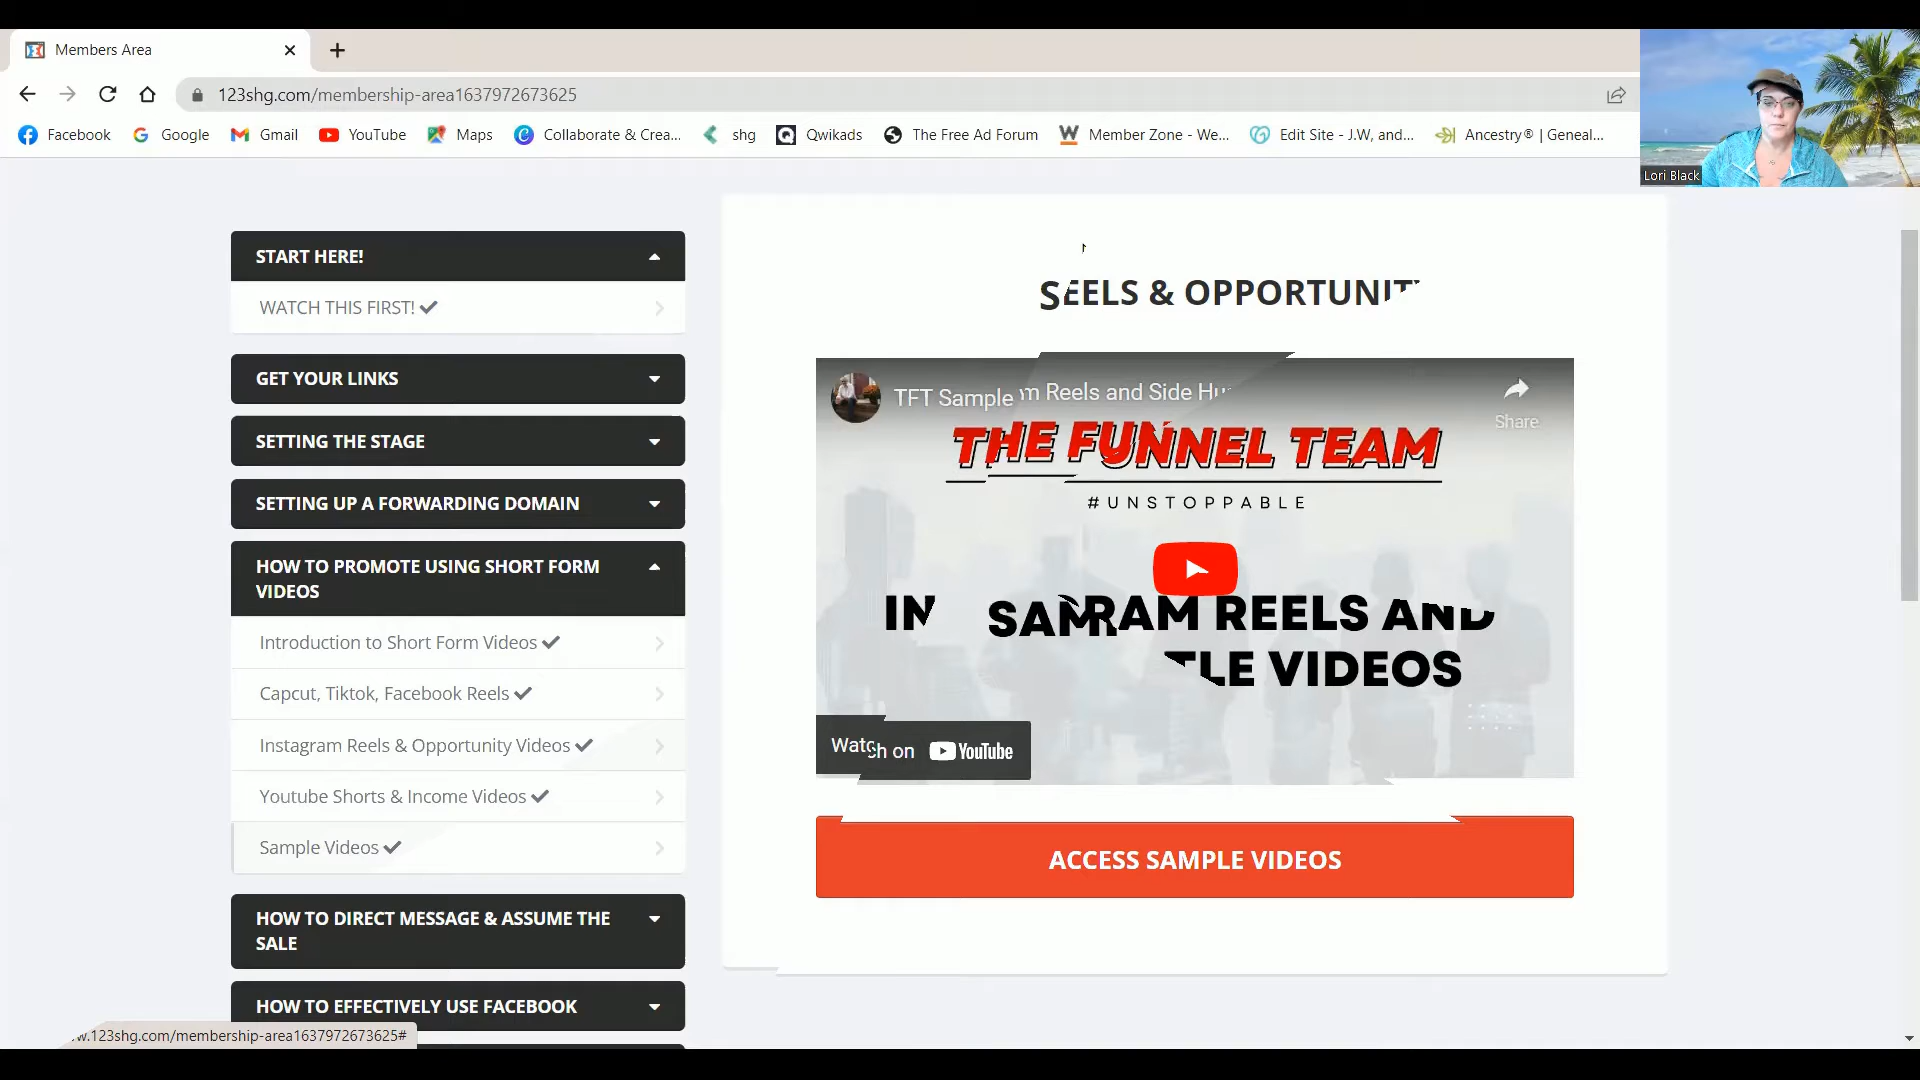 Members Area
123shg.com/membership-area1637972673625
Facebook Google Gmail YouTube Maps Collaborate & Crea... shg Qwikads The Free Ad Forum Member Zone - We... Edit Site - J.W, and... Ancestry® | Geneal...
Lori Black
START HERE!
WATCH THIS FIRST!
GET YOUR LINKS
SETTING THE STAGE
SETTING UP A FORWARDING DOMAIN
HOW TO PROMOTE USING SHORT FORM
VIDEOS
Introduction to Short Form Videos
Capcut, Tiktok, Facebook Reels
Instagram Reels & Opportunity Videos
Youtube Shorts & Income Videos
Sample Videos
HOW TO DIRECT MESSAGE & ASSUME THE
SALE
HOW TO EFFECTIVELY USE FACEBOOK
.123shg.com/membership-area1637972673625#
EELS & OPPORTUNIT
TFT Sample Reels and Side
Share
THE FUNNEL TEAM
#UNSTOPPABLE
REELS AND
VIDEOS
Watch on YouTube
ACCESS SAMPLE VIDEOS